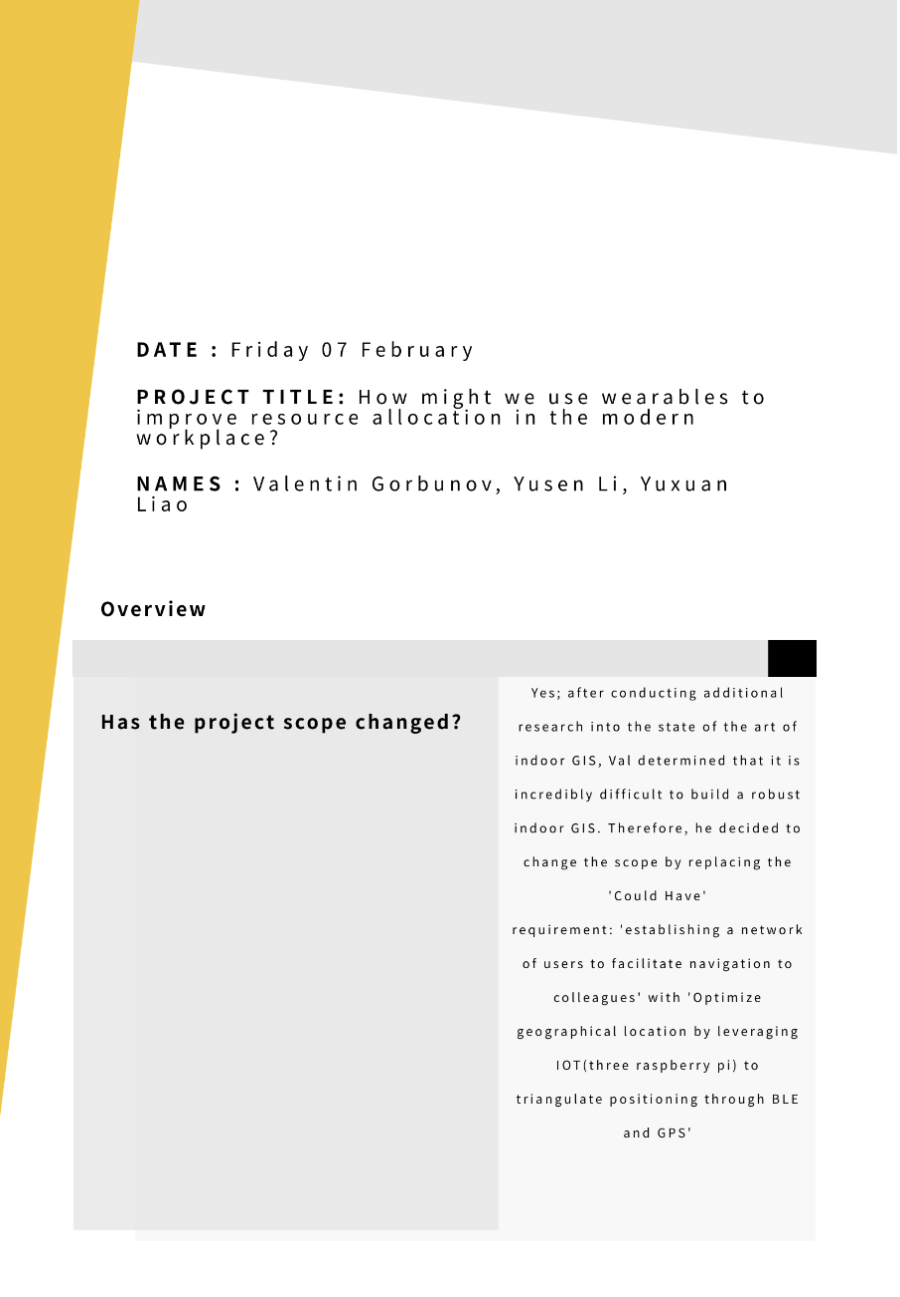 DATE : Friday 07 February
PROJECT TITLE: How might we use wearables to
improve resource allocation in the modern
workplace?
NAMES : Valentin Gorbunov, Yusen Li, Yuxuan
Liao
Overview
Has the project scope changed?
Yes; after conducting additional
research into the state of the art of
indoor GIS, Val determined that it is
incredibly difficult to build a robust
indoor GIS. Therefore, he decided to
change the scope by replacing the
'Could Have'
requirement: 'establishing a network
of users to facilitate navigation to
colleagues' with 'Optimize
geographical location by leveraging
IOT(three raspberry pi) to
triangulate positioning through BLE
and GPS'